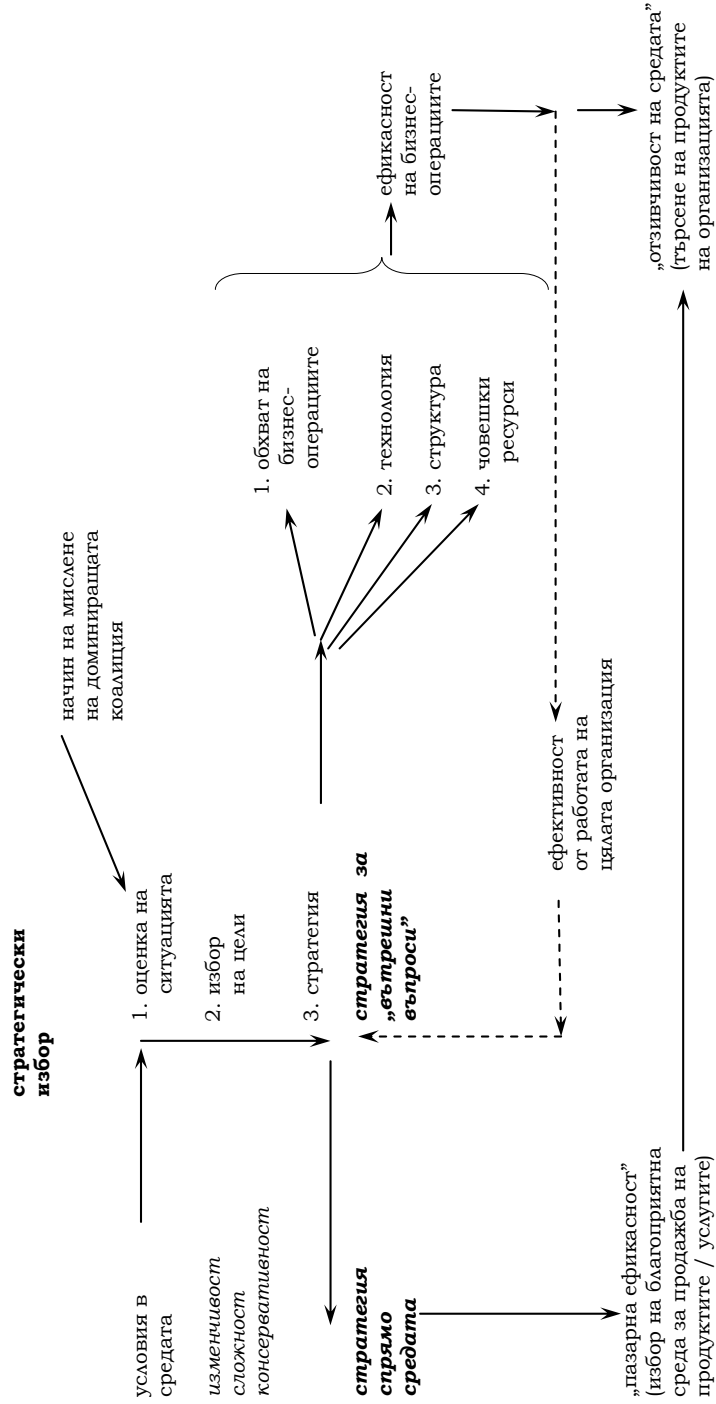 стратегически
избор
начин на мислене
на доминиращата
коалиция
условия в
средата
изменчивост
сложност
консервативност
1. оценка на
ситуацията
2. избор
на цели
3. стратегия
1. обхват на
бизнес-
операциите
2. технология
3. структура
4. човешки
ресурси
ефикасност
на бизнес-
операциите
стратегия
спрямо
средата
стратегия за
„вътрешни
въпроси”
ефективност
от работата на
цялата организация
„пазарна ефикасност”
(избор на благоприятна
среда за продажба на
продуктите / услугите)
„отзивчивост на средата”
(търсене на продуктите
на организацията)